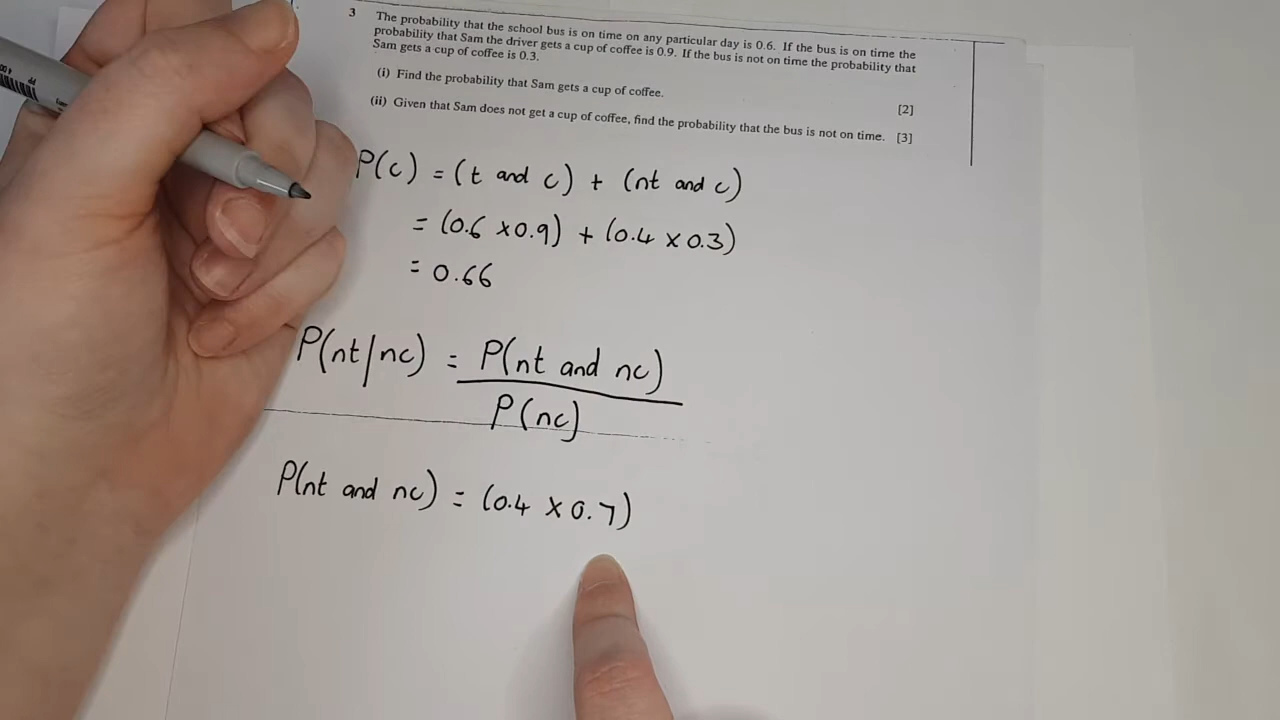 3 The probability that the school bus is on time on any particular day is 0.6. If the bus is on time the
probability that Sam the driver gets a cup of coffee is 0.9. If the bus is not on time the probability that
Sam gets a cup of coffee is 0.3.
(i) Find the probability that Sam gets a cup of coffee. [2]
(ii) Given that Sam does not get a cup of coffee, find the probability that the bus is not on time. [3]
P(c) = (t and c) + (nt and c)
= (0.6 × 0.9) + (0.4 × 0.3)
= 0.66
P(nt/nc) = P(nt and nc)
P(nc)
P(nt and nc) = (0.4 × 0.7)